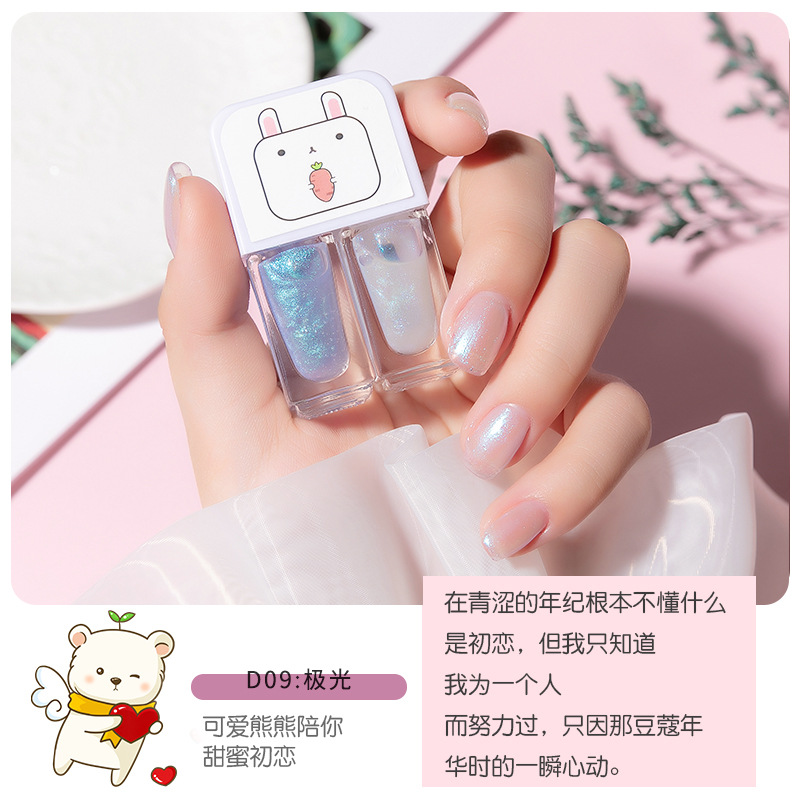 D09:极光
可爱熊熊陪你
甜蜜初恋
在青涩的年纪根本不懂什么
是初恋，但我只知道
我为一个人
而努力过，只因那豆蔻年
华时的一瞬心动。